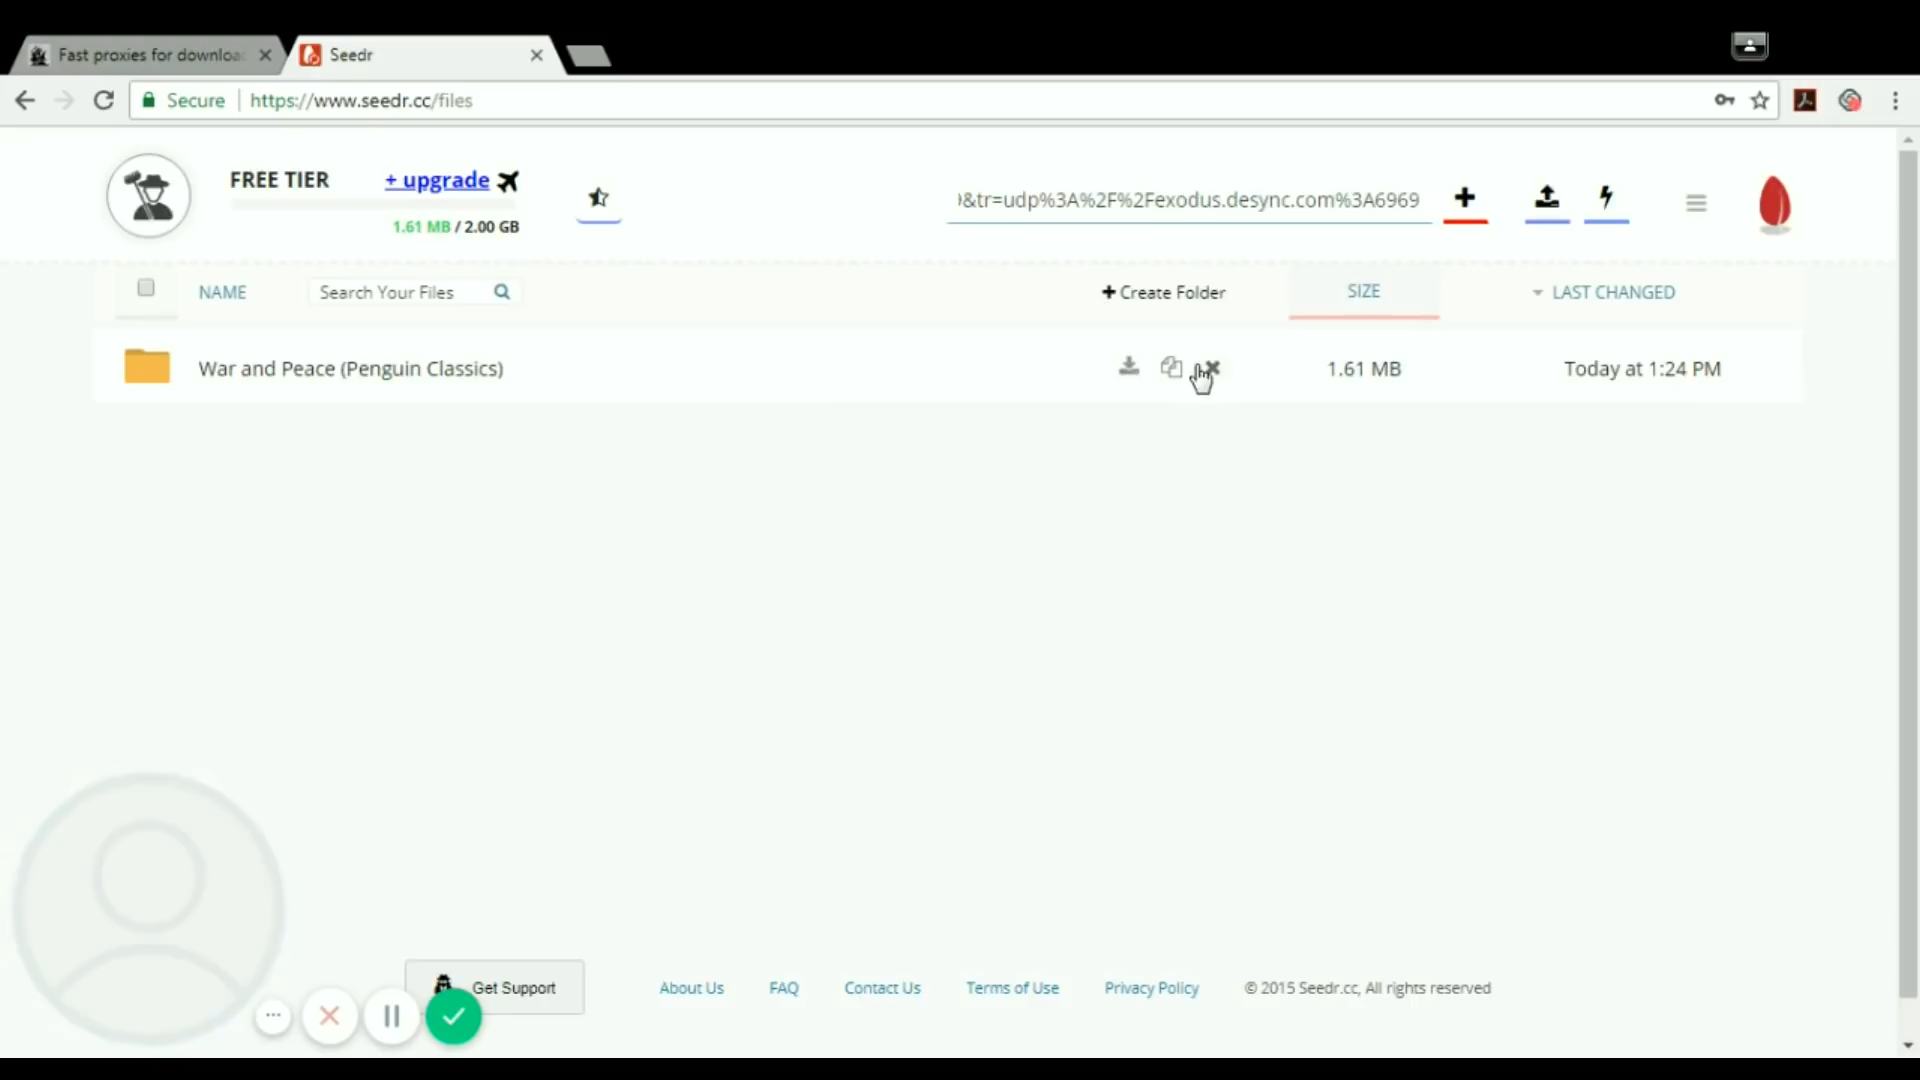 Fast proxies for downloa
Seedr
Secure
https://www.seedr.cc/files
FREE TIER
+ upgrade
1.61 MB / 2.00 GB
)&tr=udp%3A%2F%2Fexodus.desync.com%3A6969
NAME
Search Your Files
+ Create Folder
SIZE
LAST CHANGED
War and Peace (Penguin Classics)
1.61 MB
Today at 1:24 PM
Get Support
About Us
FAQ
Contact Us
Terms of Use
Privacy Policy
© 2015 Seedr.cc, All rights reserved